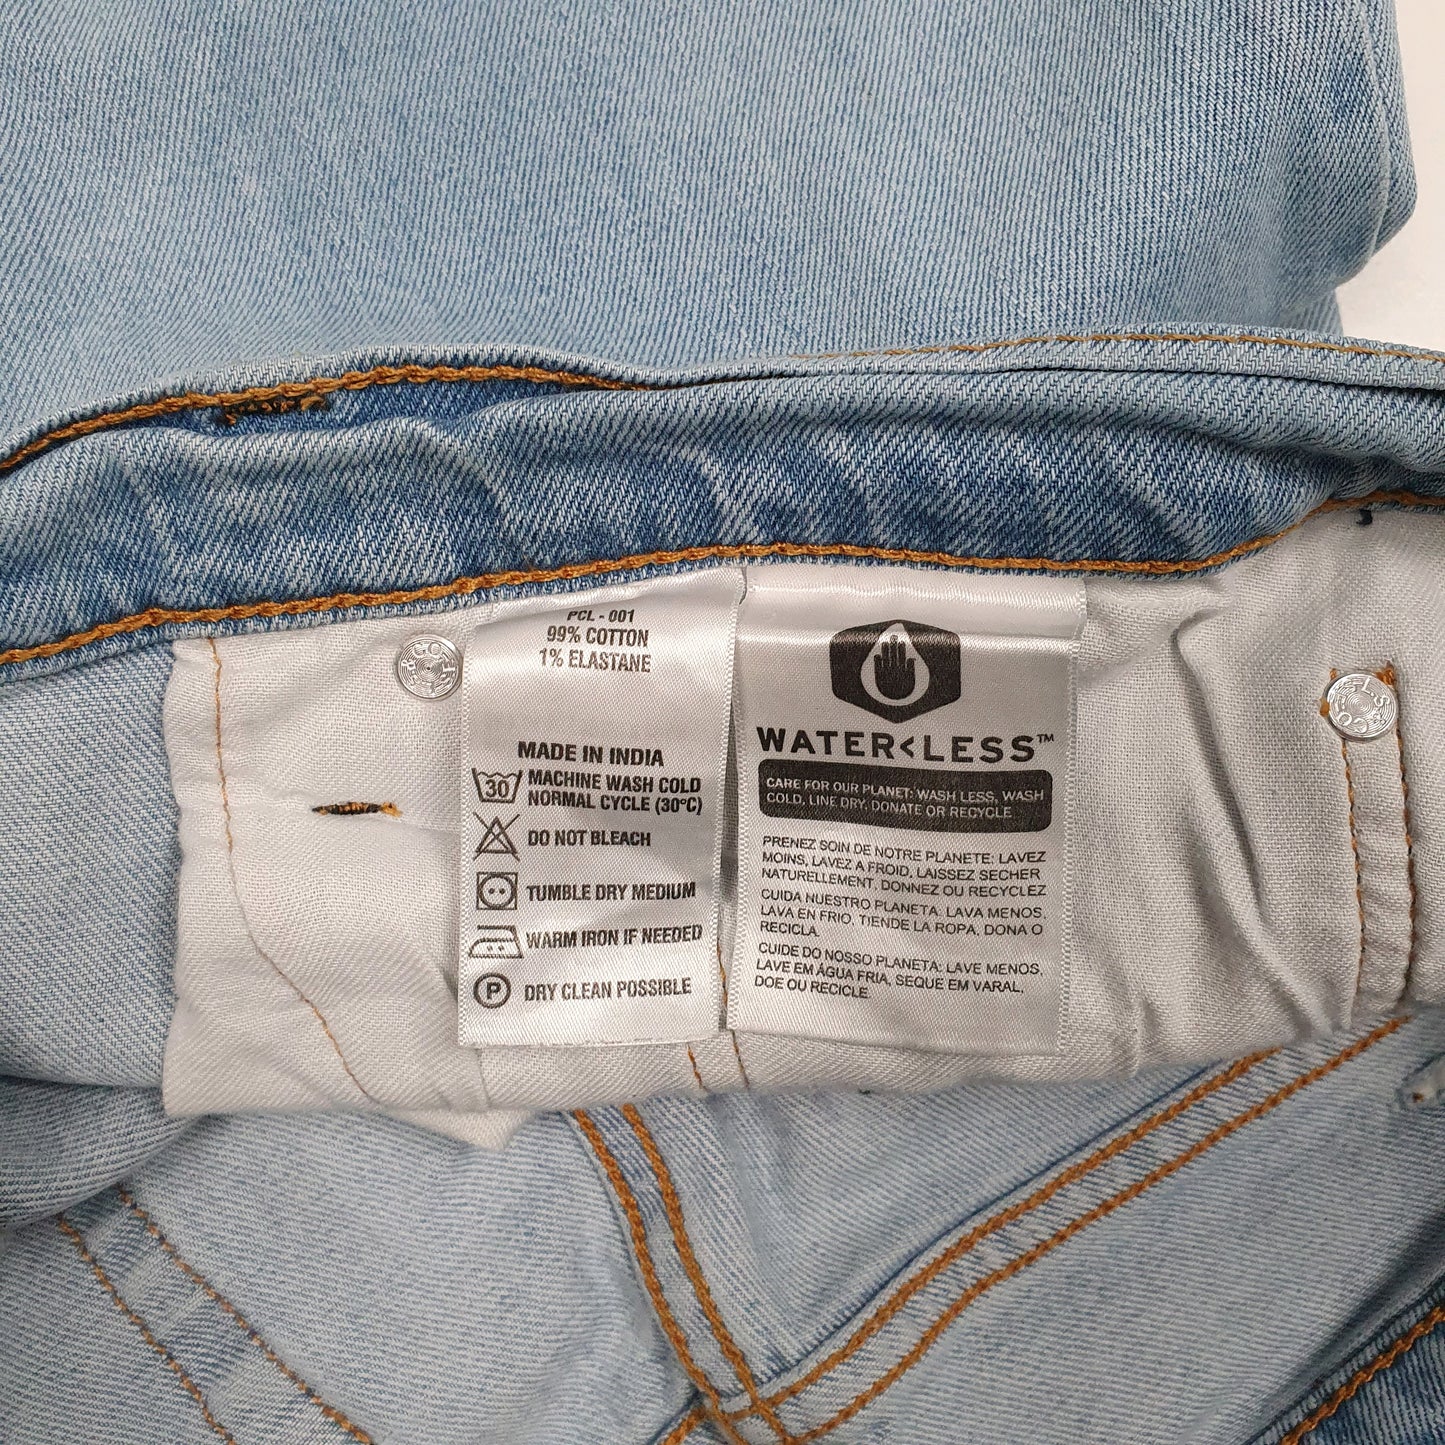 PCL - 001
99% COTTON
1% ELASTANE
MADE IN INDIA
30
MACHINE WASH COLD
NORMAL CYCLE (30°C)
DO NOT BLEACH
TUMBLE DRY MEDIUM
WARM IRON IF NEEDED
P
DRY CLEAN POSSIBLE
WATER<LESS™
CARE FOR OUR PLANET: WASH LESS, WASH
COLD, LINE DRY, DONATE OR RECYCLE
PRENEZ SOIN DE NOTRE PLANETE: LAVEZ
MOINS, LAVEZ A FROID, LAISSEZ SECHER
NATURELLEMENT, DONNEZ OU RECYCLEZ
CUIDA NUESTRO PLANETA. LAVA MENOS,
LAVA EN FRIO, TIENDE LA ROPA, DONA O
RECICLA.
CUIDE DO NOSSO PLANETA: LAVE MENOS,
LAVE EM ÁGUA FRIA, SEQUE EM VARAL,
DOE OU RECICLE.